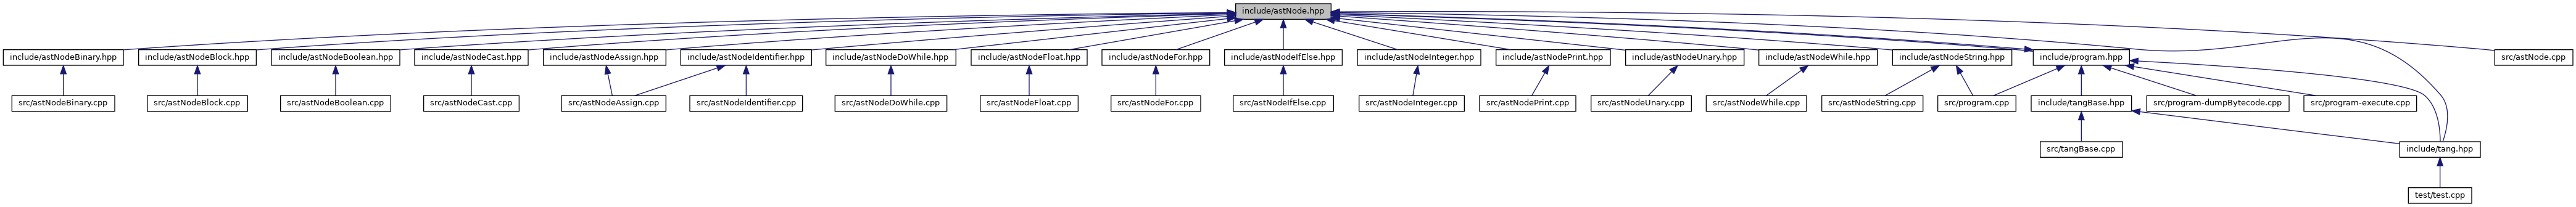 include/astNode.hpp
include/astNodeBinary.hpp
include/astNodeBlock.hpp
include/astNodeBoolean.hpp
include/astNodeCast.hpp
include/astNodeAssign.hpp
include/astNodeIdentifier.hpp
include/astNodeDoWhile.hpp
include/astNodeFloat.hpp
include/astNodeFor.hpp
include/astNodeIfElse.hpp
include/astNodeInteger.hpp
include/astNodePrint.hpp
include/astNodeUnary.hpp
include/astNodeWhile.hpp
include/astNodeString.hpp
include/program.hpp
src/astNode.cpp
src/astNodeBinary.cpp
src/astNodeBlock.cpp
src/astNodeBoolean.cpp
src/astNodeCast.cpp
src/astNodeAssign.cpp
src/astNodeIdentifier.cpp
src/astNodeDoWhile.cpp
src/astNodeFloat.cpp
src/astNodeFor.cpp
src/astNodeIfElse.cpp
src/astNodeInteger.cpp
src/astNodePrint.cpp
src/astNodeUnary.cpp
src/astNodeWhile.cpp
src/astNodeString.cpp
src/program.cpp
include/tangBase.hpp
src/program-dumpBytecode.cpp
src/program-execute.cpp
src/tangBase.cpp
include/tang.hpp
test/test.cpp